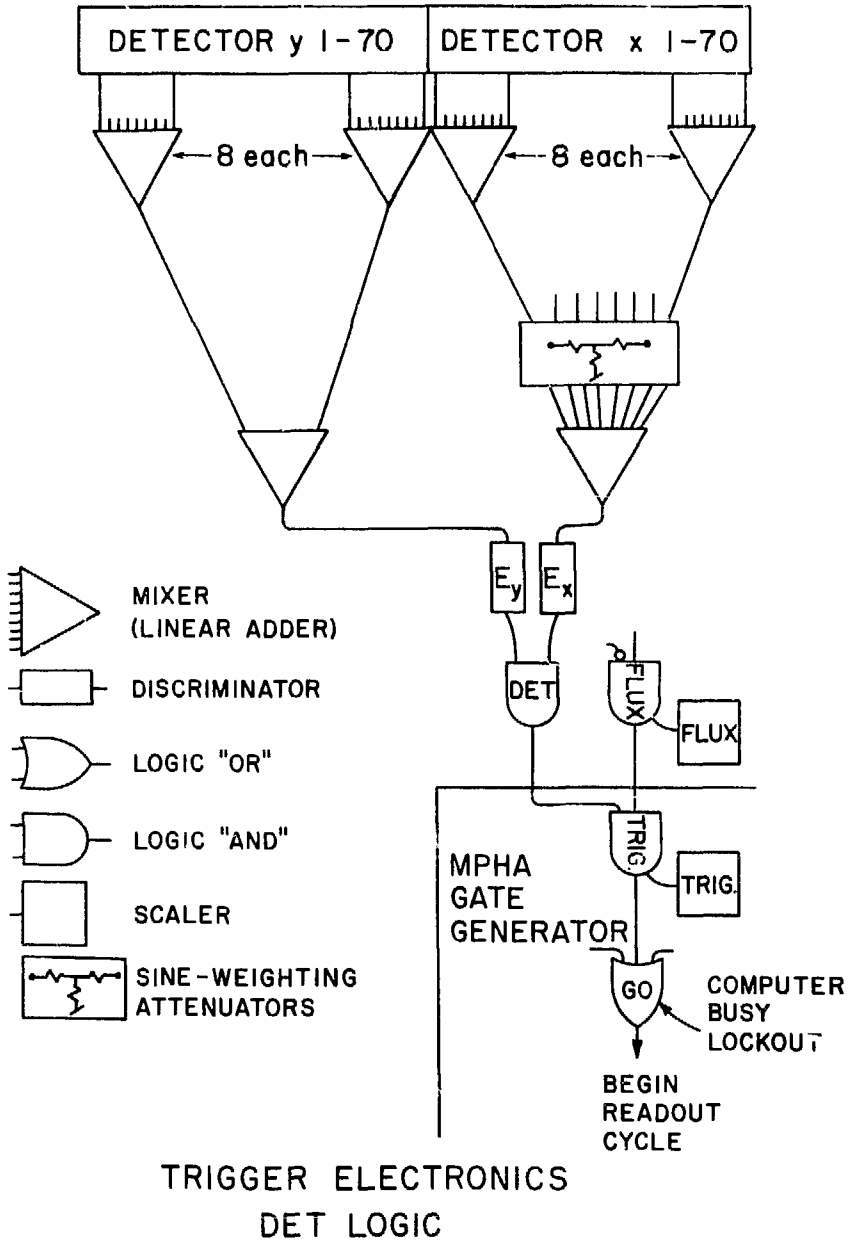 DETECTOR y 1-70
DETECTOR x 1-70
8 each
8 each
Ey
Ex
DET
FLUX
FLUX
MIXER
(LINEAR ADDER)
DISCRIMINATOR
LOGIC "OR"
LOGIC "AND"
SCALER
SINE-WEIGHTING
ATTENUATORS
MPHA
GATE
GENERATOR
TRIG.
TRIG.
GO
COMPUTER
BUSY
LOCKOUT
BEGIN
READOUT
CYCLE
TRIGGER ELECTRONICS
DET LOGIC